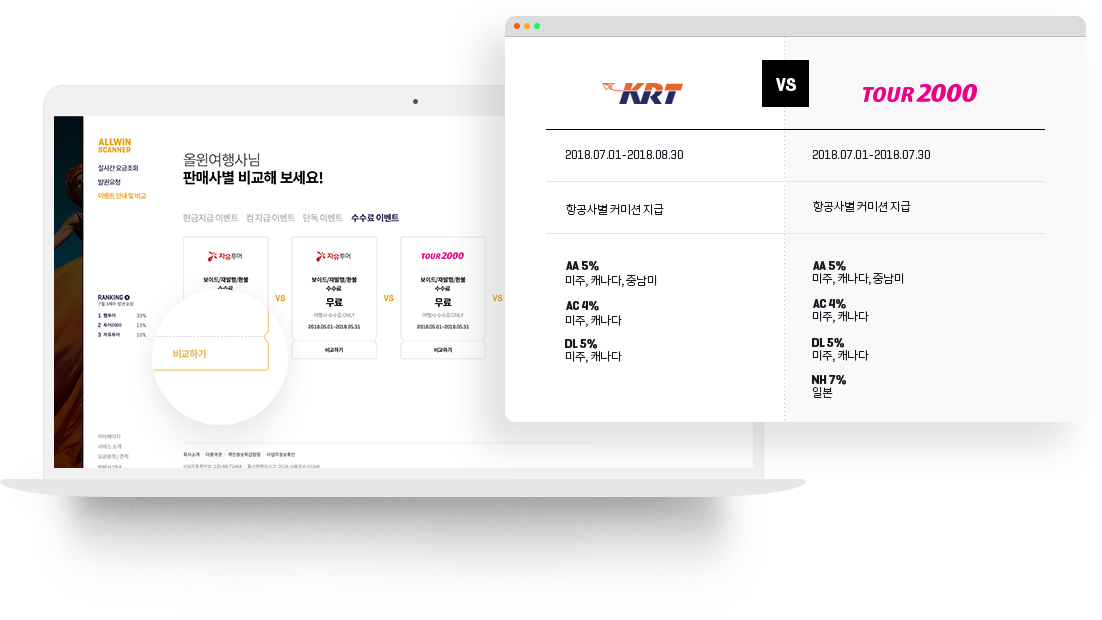 ALLWIN
SCANNER
실시간 요금조회
발권요청
이벤트 안내 및 비교
RANKING
1 웹투어 30%
2 투어2000 13%
3 자유투어 10%
마이페이지
서비스 소개
요금문의 / 견적
올윈여행사님
판매사별 비교해 보세요!
현금지급 이벤트 컴 지급 이벤트 단독 이벤트 수수료 이벤트
자유투어
보이드/재발행/환불
수수료
비교하기
VS
자유투어
보이드/재발행/환불
수수료
무료
여행사 수수료 ONLY
2018.05.01~2018.05.31
비교하기
VS
TOUR 2000
보이드/재발행/환불
수수료
무료
여행사 수수료 ONLY
2018.05.01~2018.05.31
비교하기
VS
회사소개 · 이용약관 · 개인정보취급방침 · 사업자정보확인
KRT
VS
TOUR 2000
2018.07.01~2018.08.30
2018.07.01~2018.07.30
항공사별 커미션 지급
항공사별 커미션 지급
AA 5%
미주, 캐나다, 중남미
AC 4%
미주, 캐나다
DL 5%
미주, 캐나다
AA 5%
미주, 캐나다, 중남미
AC 4%
미주, 캐나다
DL 5%
미주, 캐나다
NH 7%
일본